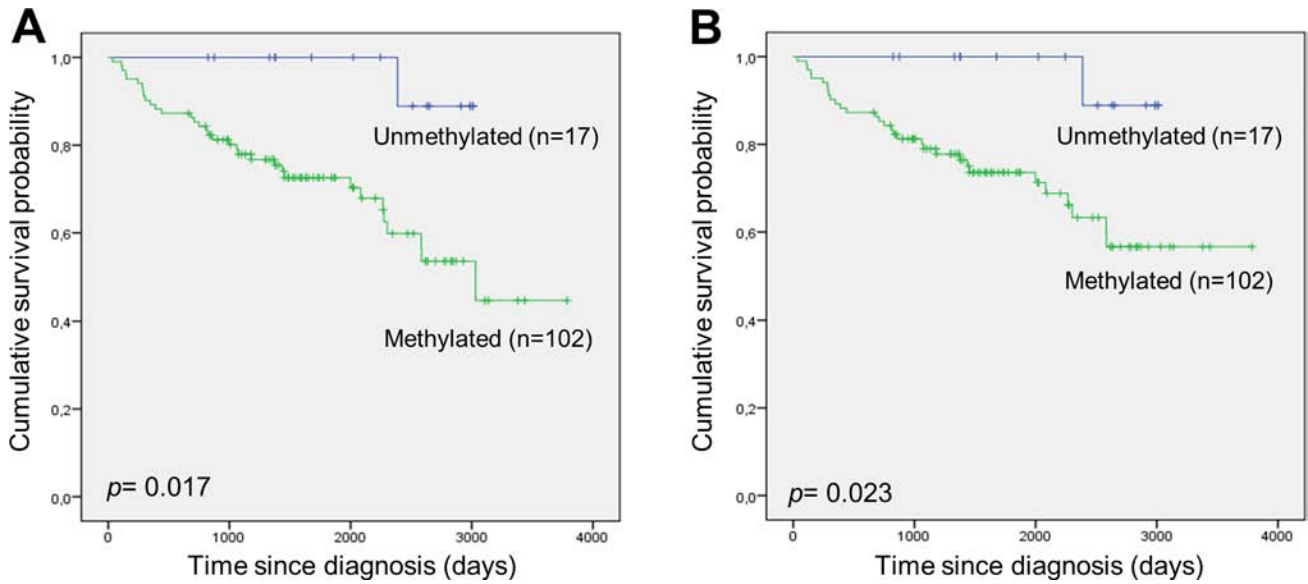 A
Cumulative survival probability
1,0
0,8
0,6
0,4
0,2
0,0
Unmethylated (n=17)
Methylated (n=102)
p= 0.017
0 1000 2000 3000 4000
Time since diagnosis (days)
B
Cumulative survival probability
1,0
0,8
0,6
0,4
0,2
0,0
Unmethylated (n=17)
Methylated (n=102)
p= 0.023
0 1000 2000 3000 4000
Time since diagnosis (days)